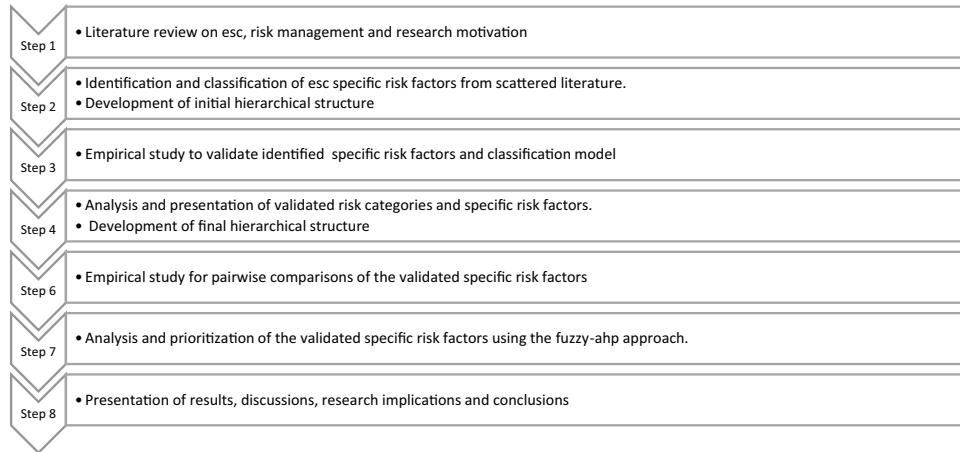 Step 1
• Literature review on esc, risk management and research motivation
Step 2
• Identification and classification of esc specific risk factors from scattered literature.
• Development of initial hierarchical structure
Step 3
• Empirical study to validate identified specific risk factors and classification model
Step 4
• Analysis and presentation of validated risk categories and specific risk factors.
• Development of final hierarchical structure
Step 6
• Empirical study for pairwise comparisons of the validated specific risk factors
Step 7
• Analysis and prioritization of the validated specific risk factors using the fuzzy-ahp approach.
Step 8
• Presentation of results, discussions, research implications and conclusions